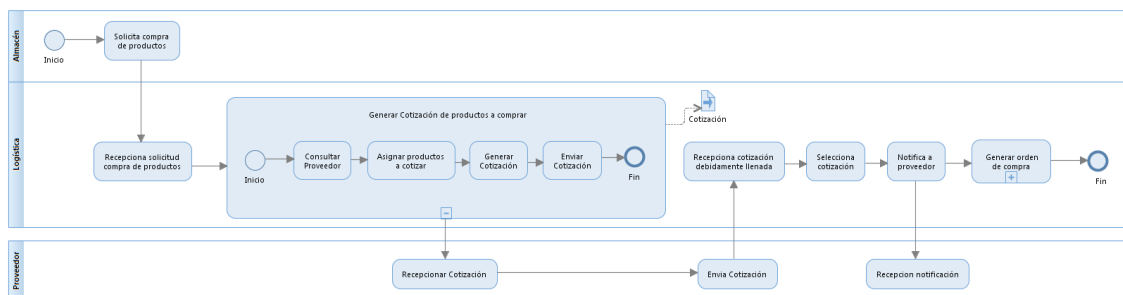 Almacén
Inicio
Solicita compra
de productos
Logística
Recepciona solicitud
compra de productos
Generar Cotización de productos a comprar
Inicio
Consultar
Proveedor
Asignar productos
a cotizar
Generar
Cotización
Enviar
Cotización
Fin
Cotización
Recepciona cotización
debidamente llenada
Selecciona
cotización
Notifica a
proveedor
Generar orden
de compra
Fin
Proveedor
Recepcionar Cotización
Envia Cotización
Recepcion notificación